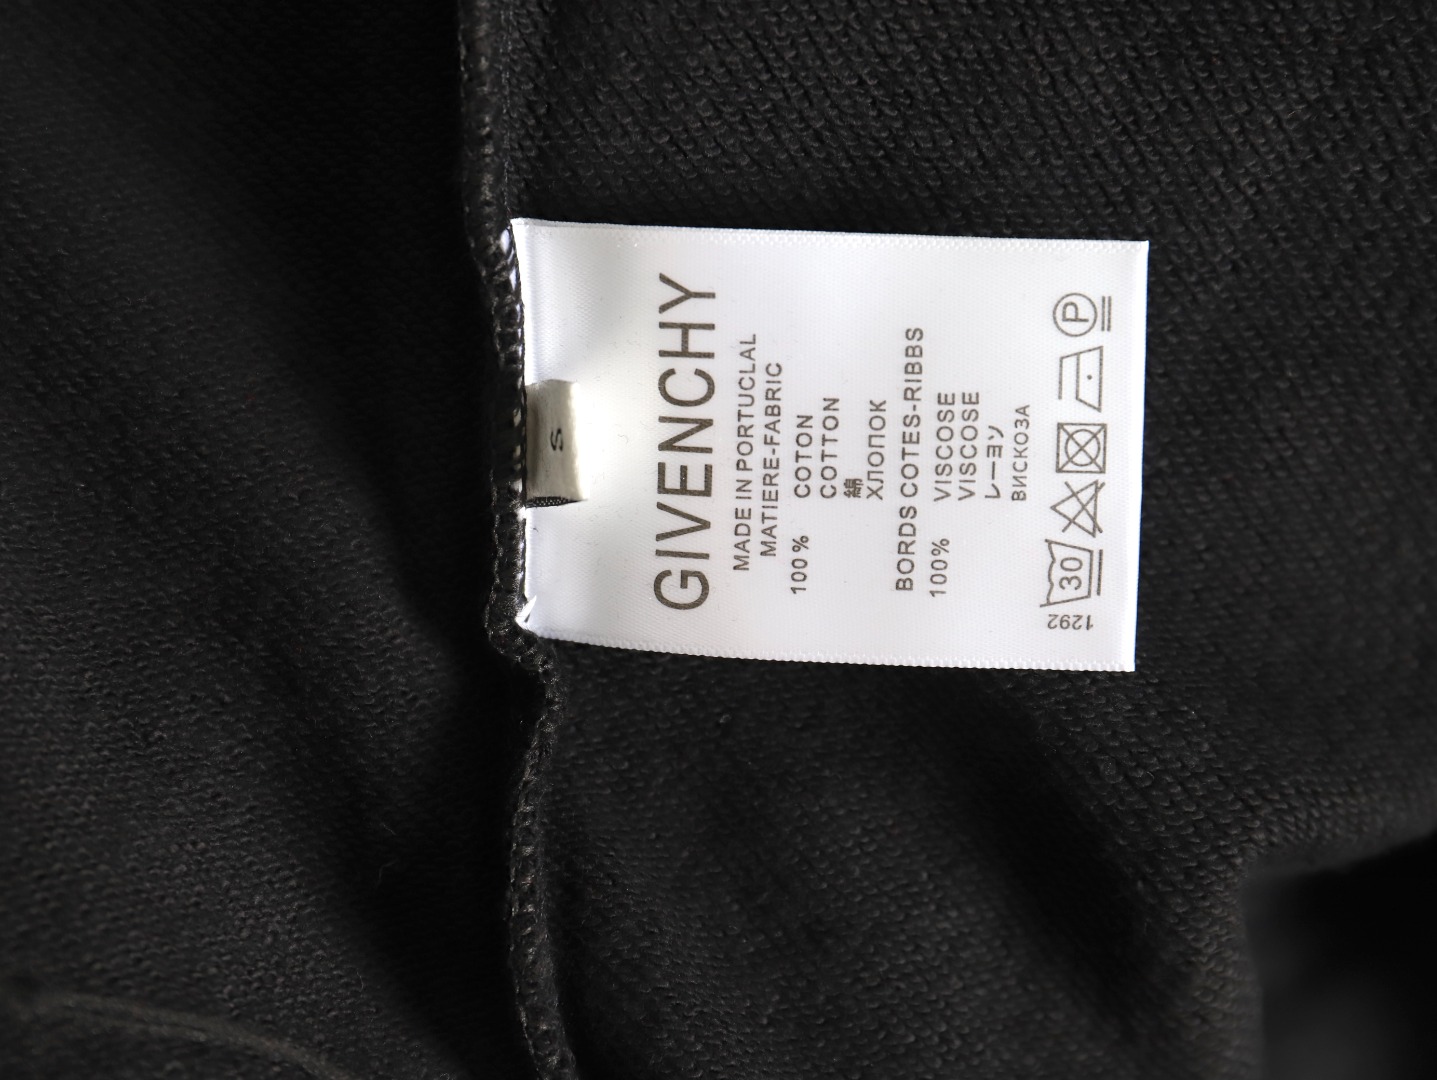 S
GIVENCHY
MADE IN PORTUCLAL
MATIERE-FABRIC
100% COTON
COTTON
綿
ХЛОПОК
BORDS COTES-RIBBS
100% VISCOSE
VISCOSE
レーヨン
ВИСКОЗА
30 P
1292